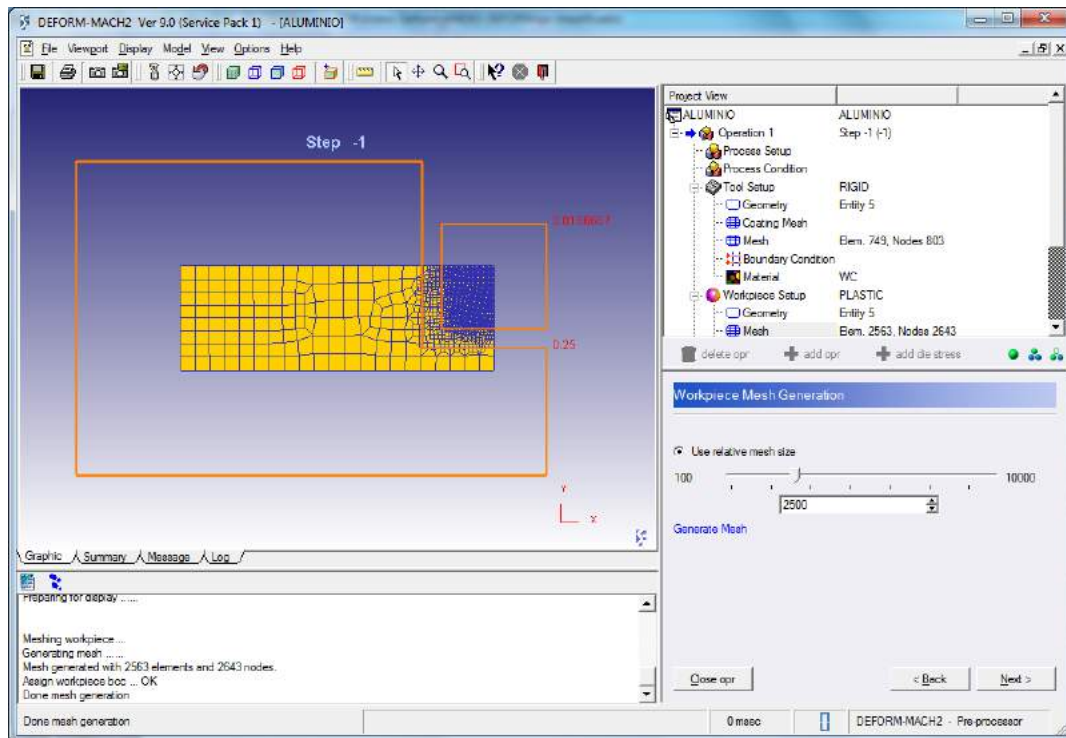 DEFORM-MACH2 Ver 9.0 (Service Pack 1) - [ALUMINIO]
File Viewport Display Model View Options Help
Step -1
0.25
Y
X
Graphic Summary Message Log
Preparing for display ......
Meshing workpiece ...
Generating mesh ......
Mesh generated with 2563 elements and 2643 nodes.
Assign workpiece bcc ... OK
Done mesh generation
Project View
ALUMINIO ALUMINIO
Operation 1 Step -1 (-1)
Process Setup
Process Condition
Tool Setup RIGID
Geometry Entity 5
Coating Mesh
Mesh Elem. 749, Nodes 803
Boundary Condition
Material WC
Workpiece Setup PLASTIC
Geometry Entity 5
Mesh Elem. 2563, Nodes 2643
delete opr add opr add die stress
Workpiece Mesh Generation
Use relative mesh size
100 10000
2500
Generate Mesh
Close opr < Back Next >
Done mesh generation 0 msec DEFORM-MACH2 - Pre-processor